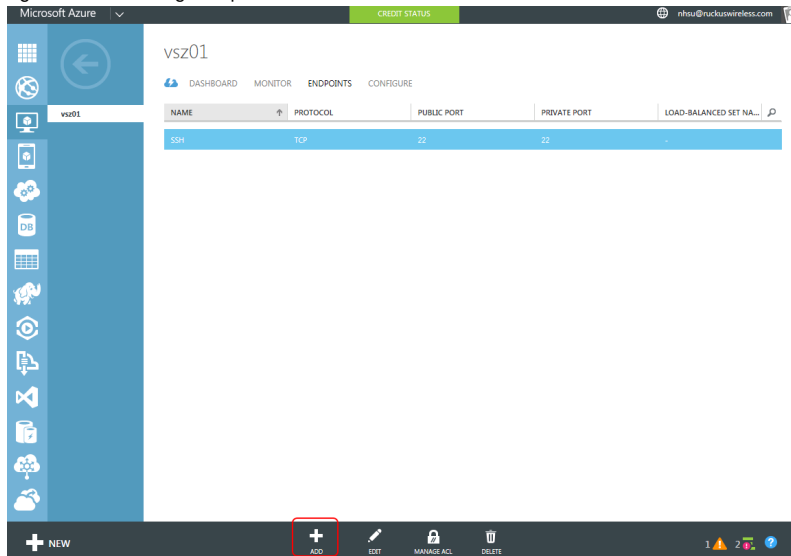 Microsoft Azure
CREDIT STATUS
nhsu@ruckuswireless.com
vsz01
DASHBOARD MONITOR ENDPOINTS CONFIGURE
vsz01
NAME PROTOCOL PUBLIC PORT PRIVATE PORT LOAD-BALANCED SET NA...
SSH TCP 22 22 -
DB
NEW
ADD EDIT MANAGE ACL DELETE
1 2 ?